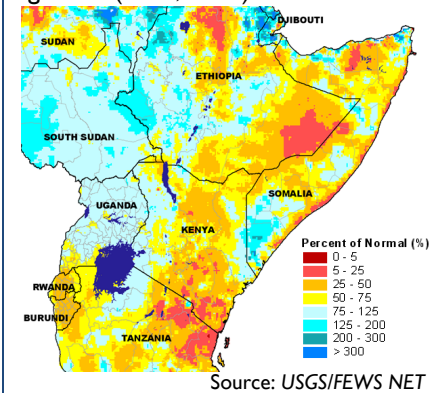 DJIBOUTI
SUDAN
ETHIOPIA
SOUTH SUDAN
SOMALIA
UGANDA
KENYA
RWANDA
BURUNDI
TANZANIA
Percent of Normal (%)
0 - 5
5 - 25
25 - 50
50 - 75
75 - 125
125 - 200
200 - 300
> 300
Source: USGS/FEWS NET